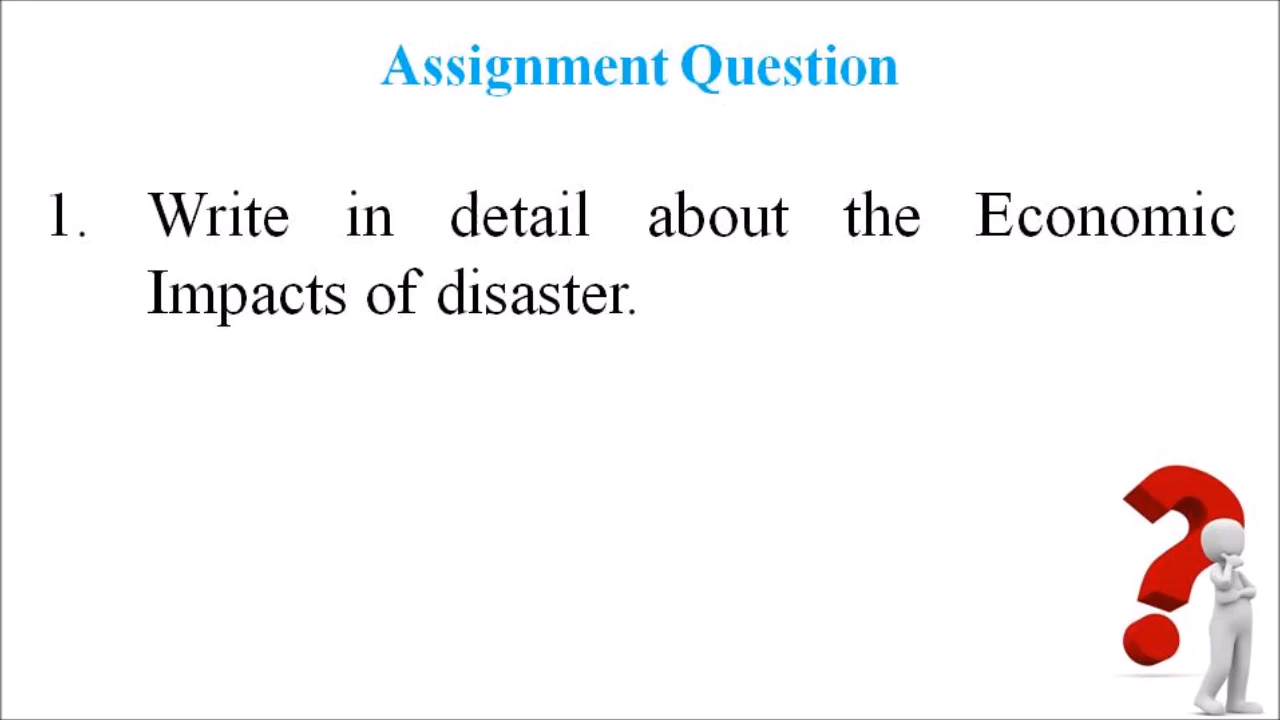 Assignment Question
1. Write in detail about the Economic
Impacts of disaster.